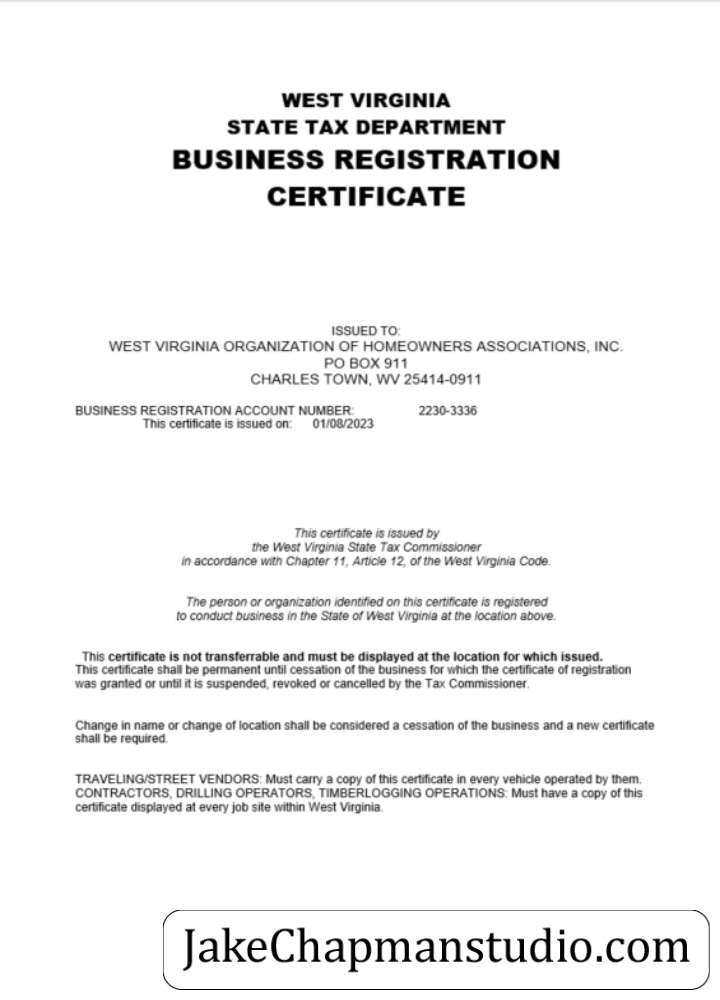 WEST VIRGINIA
STATE TAX DEPARTMENT
BUSINESS REGISTRATION
CERTIFICATE
ISSUED TO:
WEST VIRGINIA ORGANIZATION OF HOMEOWNERS ASSOCIATIONS, INC.
PO BOX 911
CHARLES TOWN, WV 25414-0911
BUSINESS REGISTRATION ACCOUNT NUMBER: 2230-3336
This certificate is issued on: 01/08/2023
This certificate is issued by
the West Virginia State Tax Commissioner
in accordance with Chapter 11, Article 12, of the West Virginia Code.
The person or organization identified on this certificate is registered
to conduct business in the State of West Virginia at the location above.
This certificate is not transferrable and must be displayed at the location for which issued.
This certificate shall be permanent until cessation of the business for which the certificate of registration
was granted or until it is suspended, revoked or cancelled by the Tax Commissioner.
Change in name or change of location shall be considered a cessation of the business and a new certificate
shall be required.
TRAVELING/STREET VENDORS: Must carry a copy of this certificate in every vehicle operated by them.
CONTRACTORS, DRILLING OPERATORS, TIMBER/LOGGING OPERATIONS: Must have a copy of this
certificate displayed at every job site within West Virginia.
JakeChapmanstudio.com